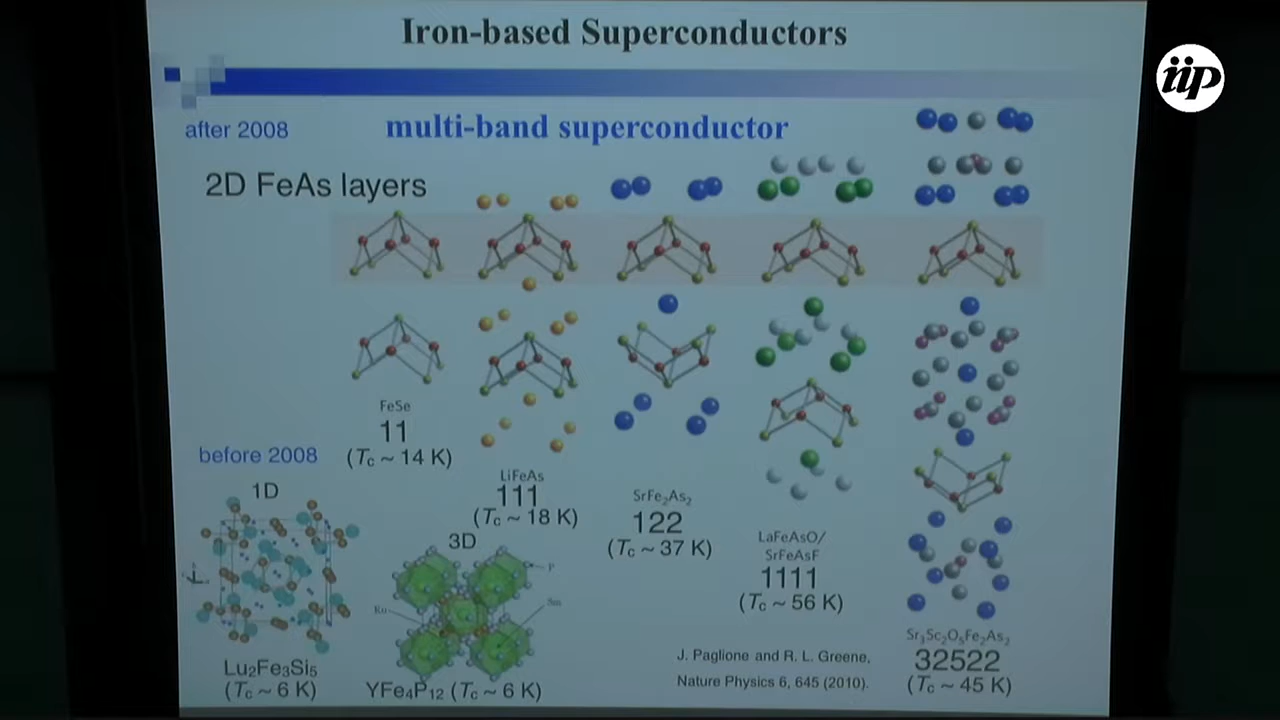 Iron-based Superconductors
iip
after 2008
multi-band superconductor
2D FeAs layers
FeSe
11
(Tc ~ 14 K)
LiFeAs
111
(Tc ~ 18 K)
SrFe2As2
122
(Tc ~ 37 K)
LaFeAsO/
SrFeAsF
1111
(Tc ~ 56 K)
Sr3Sc2O5Fe2As2
32522
(Tc ~ 45 K)
before 2008
1D
Lu2Fe3Si5
(Tc ~ 6 K)
3D
P
Ru
Sm
YFe4P12 (Tc ~ 6 K)
J. Paglione and R. L. Greene,
Nature Physics 6, 645 (2010).